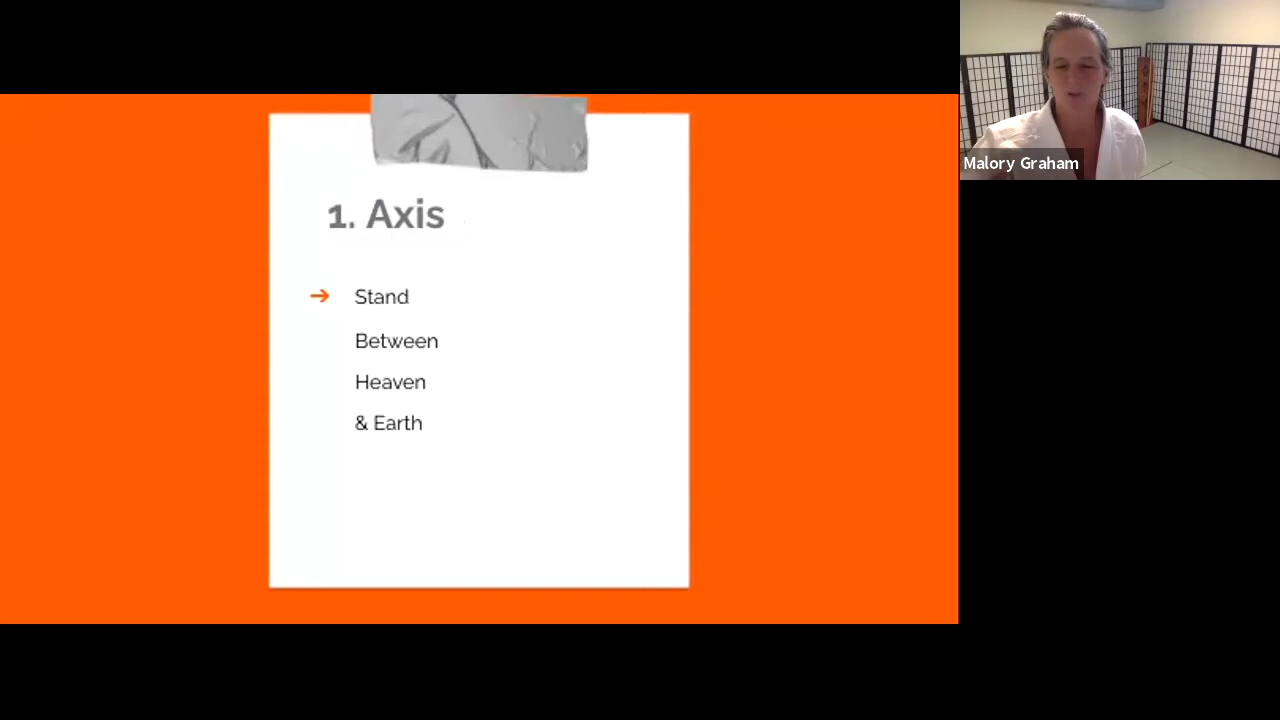 1. Axis
➔ Stand
Between
Heaven
& Earth
Malory Graham